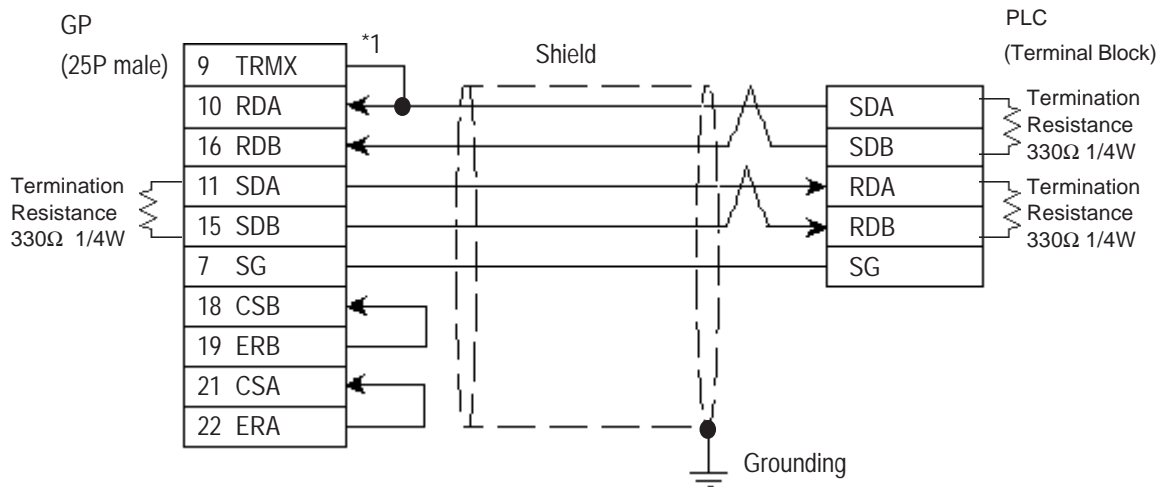 GP
(25P male)
*1
Shield
PLC
(Terminal Block)
9 TRMX
10 RDA
16 RDB
11 SDA
15 SDB
7 SG
18 CSB
19 ERB
21 CSA
22 ERA
Termination
Resistance
330Ω 1/4W
SDA
SDB
RDA
RDB
SG
Termination
Resistance
330Ω 1/4W
Termination
Resistance
330Ω 1/4W
Grounding